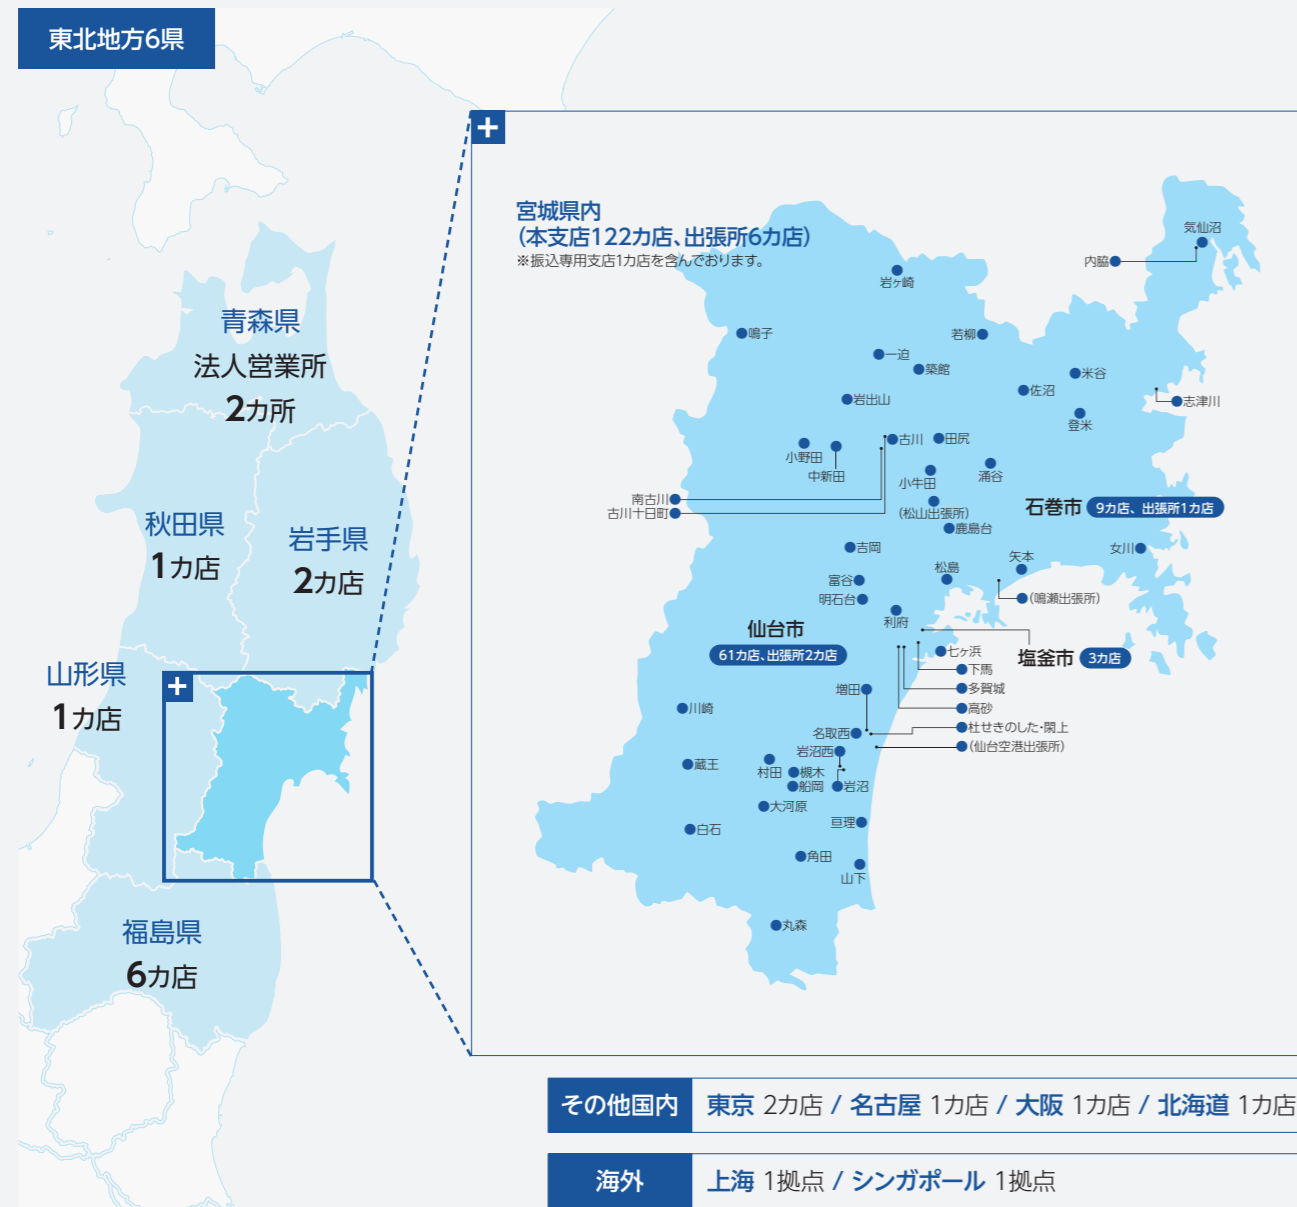 東北地方6県
青森県
法人営業所
2カ所
秋田県
1カ店
岩手県
2カ店
山形県
1カ店
福島県
6カ店
宮城県内
（本支店122カ店、出張所6カ店）
※振込専用支店1カ店を含んでおります。
気仙沼
内脇
岩ヶ崎
鳴子
若柳
一迫
築館
米谷
佐沼
志津川
岩出山
登米
古川
田尻
小野田
中新田
小牛田
涌谷
南古川
古川十日町
（松山出張所）
石巻市 9カ店、出張所1カ店
鹿島台
吉岡
女川
矢本
松島
富谷
明石台
（鳴瀬出張所）
利府
仙台市
61カ店、出張所2カ店
七ヶ浜
塩釜市 3カ店
下馬
多賀城
増田
川崎
高砂
杜せきのした・閖上
名取西
（仙台空港出張所）
岩沼西
蔵王
村田
槻木
船岡
岩沼
大河原
亘理
白石
角田
山下
丸森
その他国内 東京 2カ店 / 名古屋 1カ店 / 大阪 1カ店 / 北海道 1カ店
海外 上海 1拠点 / シンガポール 1拠点